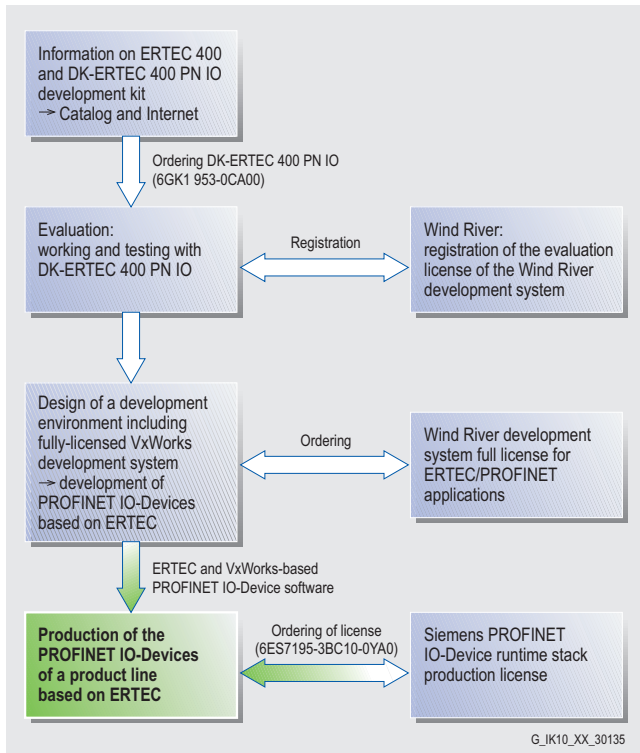 Information on ERTEC 400
and DK-ERTEC 400 PN IO
development kit
→ Catalog and Internet
Ordering DK-ERTEC 400 PN IO
(6GK1 953-0CA00)
Evaluation:
working and testing with
DK-ERTEC 400 PN IO
Registration
Wind River:
registration of the evaluation
license of the Wind River
development system
Design of a development
environment including
fully-licensed VxWorks
development system
→ development of
PROFINET IO-Devices
based on ERTEC
Ordering
Wind River development
system full license for
ERTEC/PROFINET
applications
ERTEC and VxWorks-based
PROFINET IO-Device software
Production of the
PROFINET IO-Devices
of a product line
based on ERTEC
Ordering of license
(6ES7195-3BC10-0YA0)
Siemens PROFINET
IO-Device runtime stack
production license
G_IK10_XX_30135